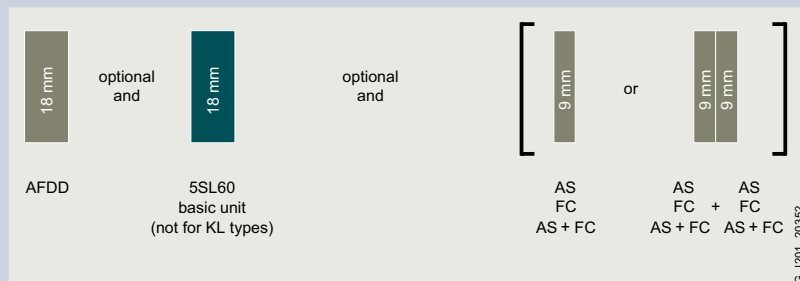 18 mm
optional
and
18 mm
optional
and
9 mm
or
9 mm
9 mm
AFDD
5SL60
basic unit
(not for KL types)
AS
FC
AS + FC
AS AS
FC + FC
AS + FC AS + FC